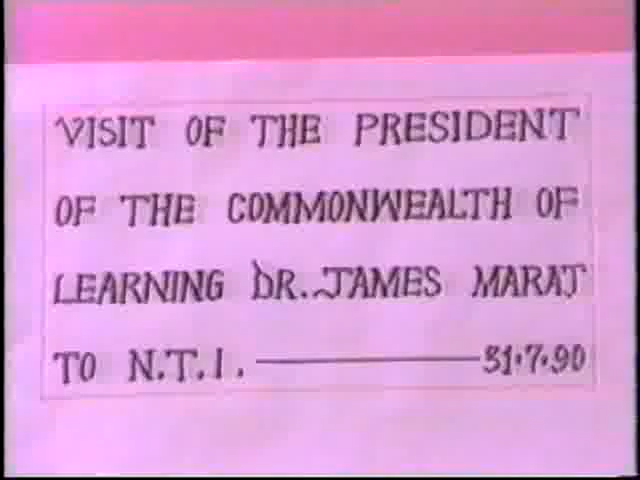 VISIT OF THE PRESIDENT
OF THE COMMONWEALTH OF
LEARNING DR. JAMES MARAJ
TO N.T.I. — 31.7.90